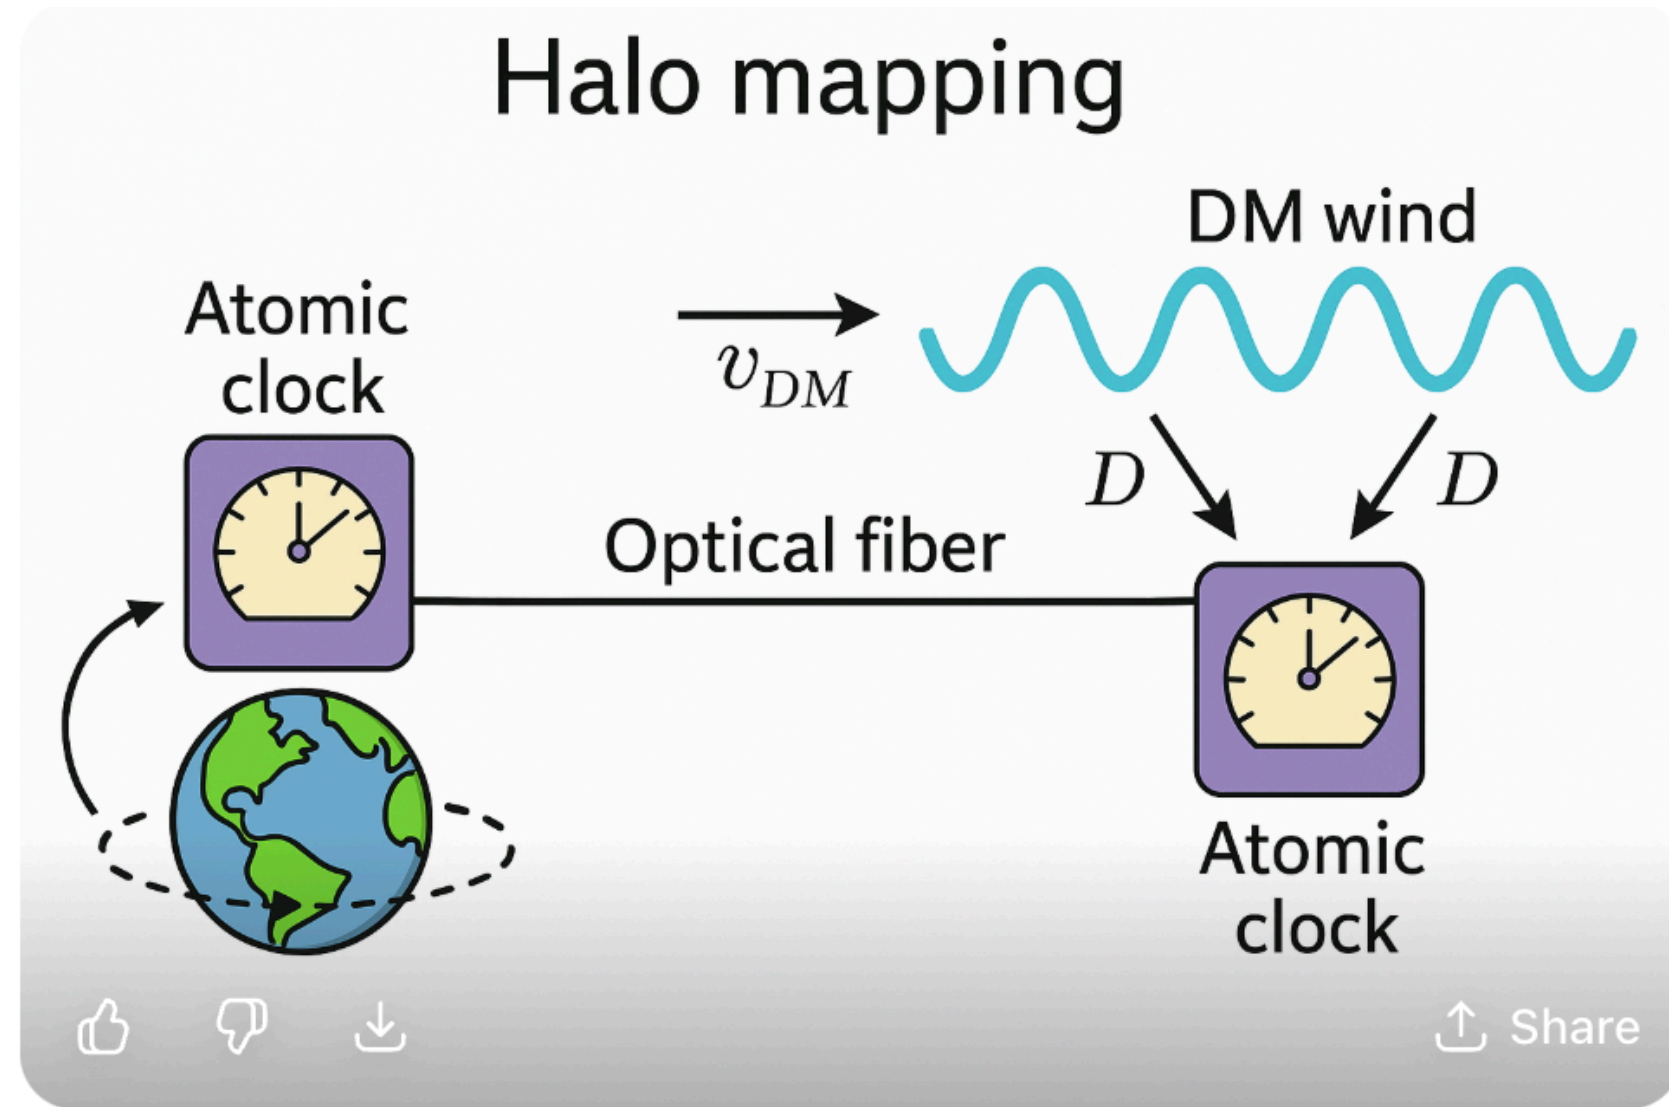 Halo mapping
DM wind
Atomic
clock
v_DM
D
D
Optical fiber
Atomic
clock
Share